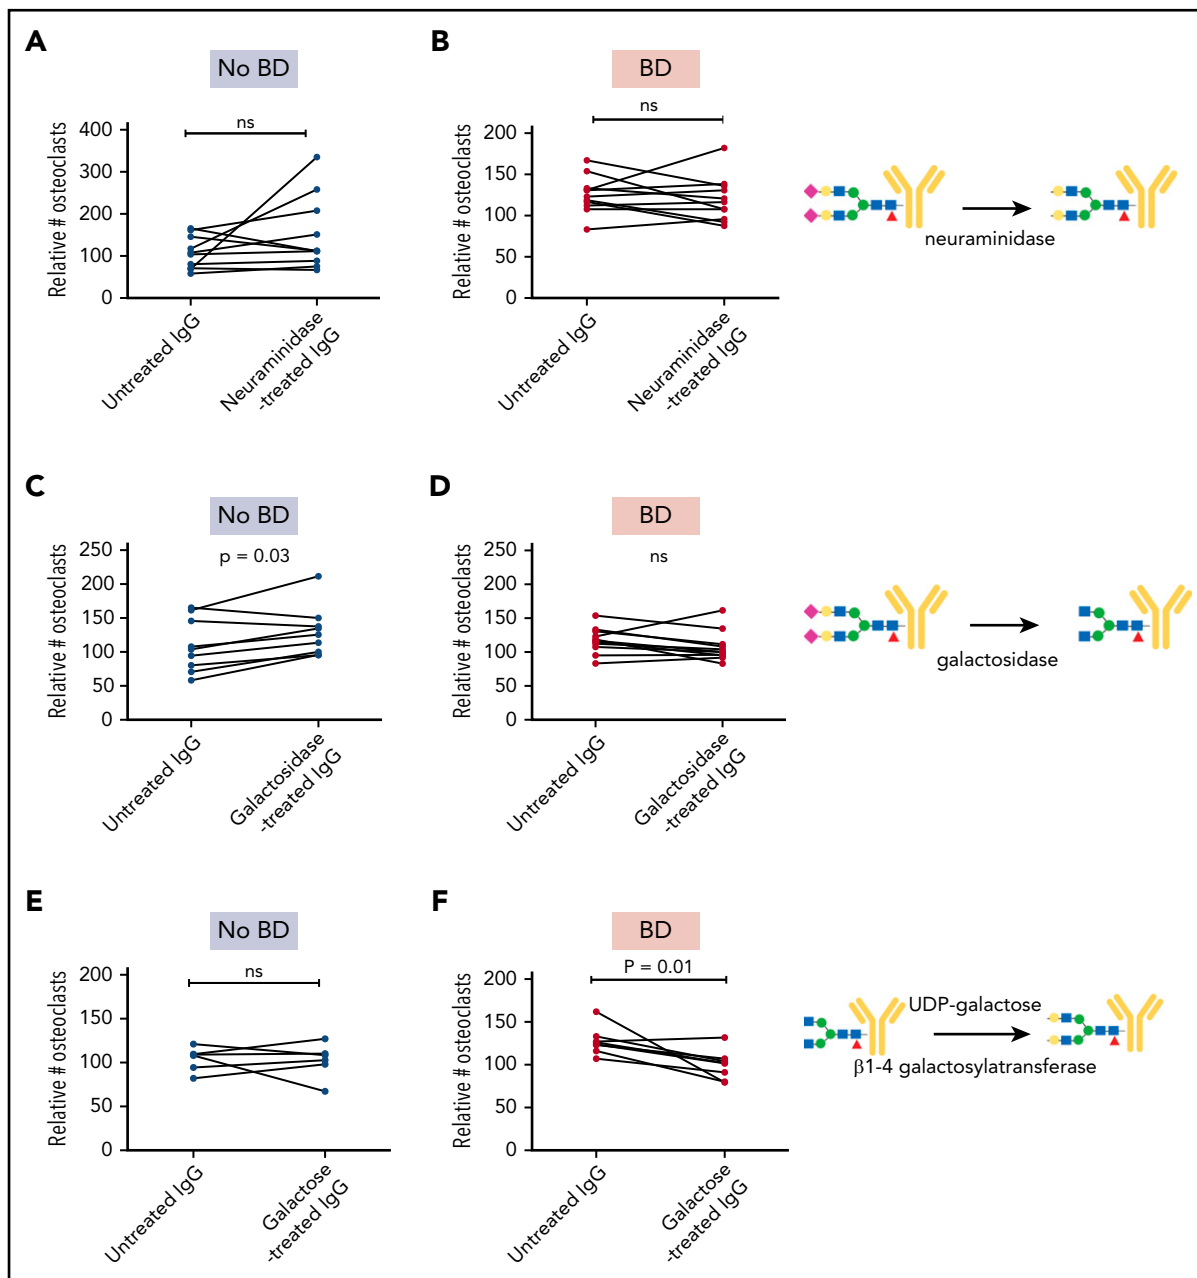 A
No BD
ns
Relative # osteoclasts
400
300
200
100
0
Untreated IgG
Neuraminidase
-treated IgG
B
BD
ns
Relative # osteoclasts
200
150
100
50
0
Untreated IgG
Neuraminidase
-treated IgG
neuraminidase
C
No BD
p = 0.03
Relative # osteoclasts
250
200
150
100
50
0
Untreated IgG
Galactosidase
-treated IgG
D
BD
ns
Relative # osteoclasts
250
200
150
100
50
0
Untreated IgG
Galactosidase
-treated IgG
galactosidase
E
No BD
ns
Relative # osteoclasts
200
150
100
50
0
Untreated IgG
Galactose
-treated IgG
F
BD
P = 0.01
Relative # osteoclasts
200
150
100
50
0
Untreated IgG
Galactose
-treated IgG
UDP-galactose
β1-4 galactosylatransferase